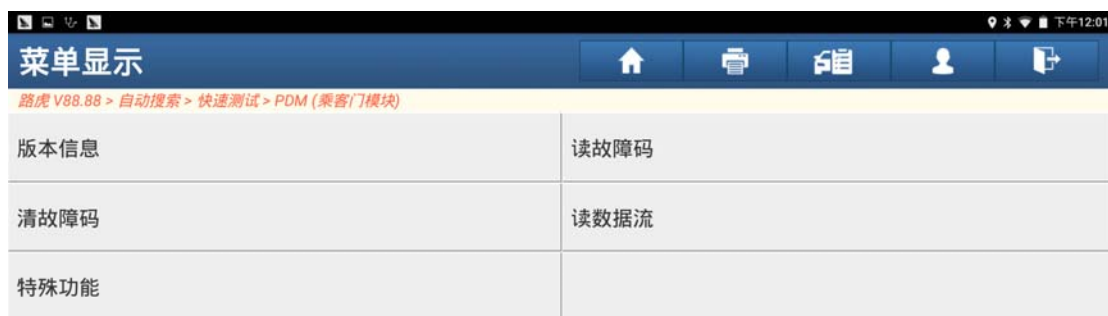 下午12:01
菜单显示
路虎 V88.88 > 自动搜索 > 快速测试 > PDM (乘客门模块)
版本信息
读故障码
清故障码
读数据流
特殊功能